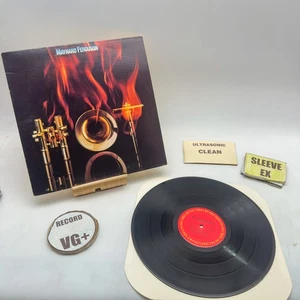 MAYNARD FERGUSON
ULTRASONIC
CLEAN
SLEEVE
EX
RECORD
VG+